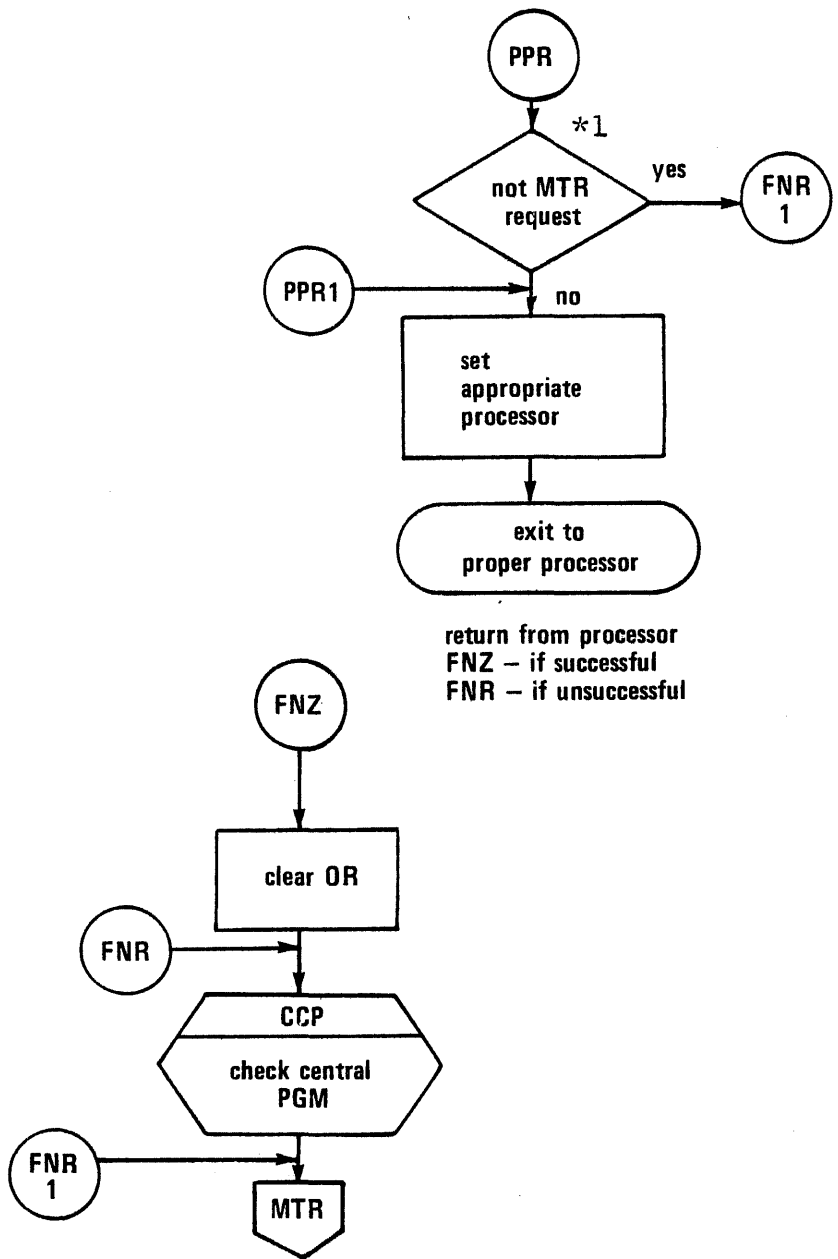 PPR
*1
not MTR
request
yes
FNR
1
PPR1
no
set
appropriate
processor
exit to
proper processor
return from processor
FNZ – if successful
FNR – if unsuccessful
FNZ
clear OR
FNR
CCP
check central
PGM
FNR
1
MTR